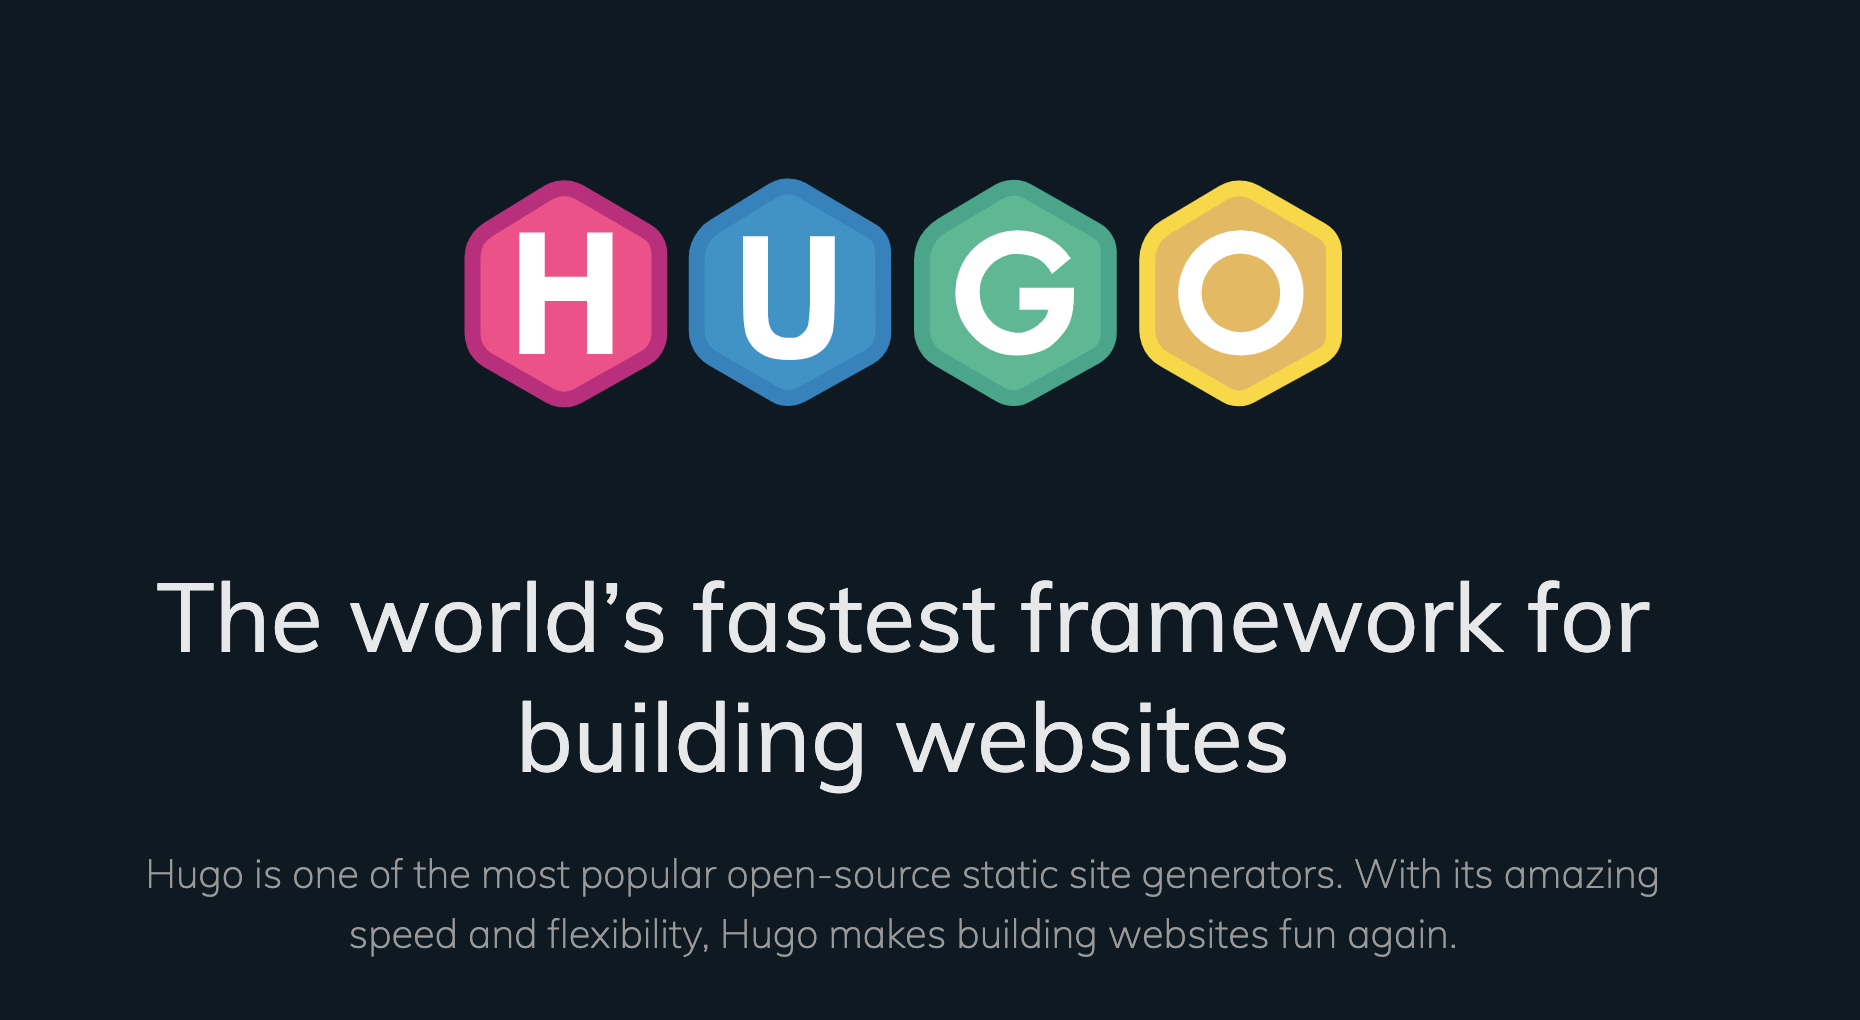 HUGO
The world’s fastest framework for
building websites
Hugo is one of the most popular open-source static site generators. With its amazing
speed and flexibility, Hugo makes building websites fun again.